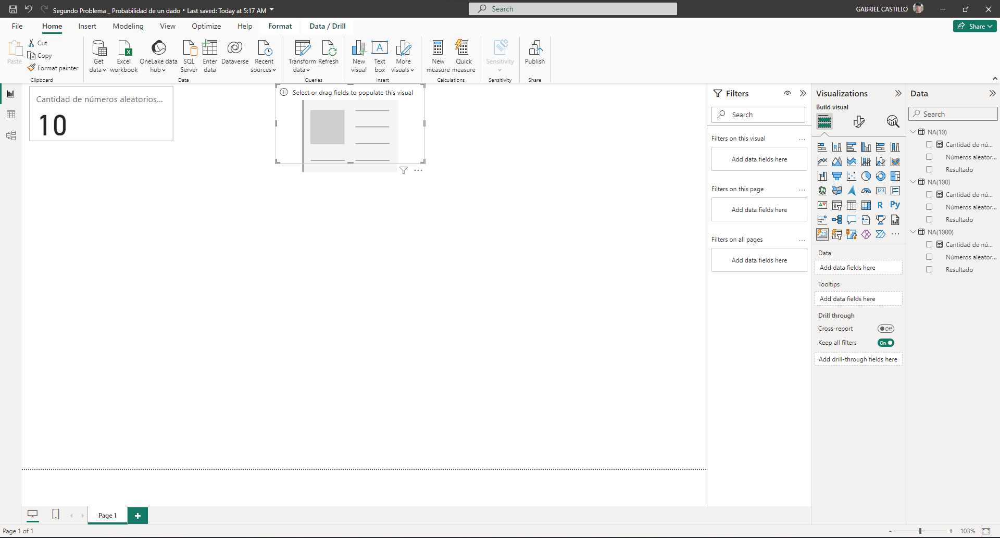 Segundo Problema _ Probabilidad de un dado • Last saved: Today at 5:17 AM
Search
GABRIEL CASTILLO
File
Home
Insert
Modeling
View
Optimize
Help
Format
Data / Drill
Share
Paste
Cut
Copy
Format painter
Clipboard
Get data
Excel workbook
OneLake data hub
SQL Server
Enter data
Dataverse
Recent sources
Data
Transform data
Refresh
Queries
New visual
Text box
More visuals
Insert
New measure
Quick measure
Calculations
Sensitivity
Sensitivity
Publish
Share
Cantidad de números aleatorios...
10
Select or drag fields to populate this visual
Filters
Search
Filters on this visual
Add data fields here
Filters on this page
Add data fields here
Filters on all pages
Add data fields here
Visualizations
Build visual
123
R
Py
123
Data
Add data fields here
Tooltips
Add data fields here
Drill through
Cross-report
Off
Keep all filters
On
Add drill-through fields here
Data
Search
NA(10)
Cantidad de nú...
Números aleator...
Resultado
NA(100)
Cantidad de nú...
Números aleator...
Resultado
NA(1000)
Cantidad de nú...
Números aleator...
Resultado
Page 1
Page 1 of 1
- + 103%